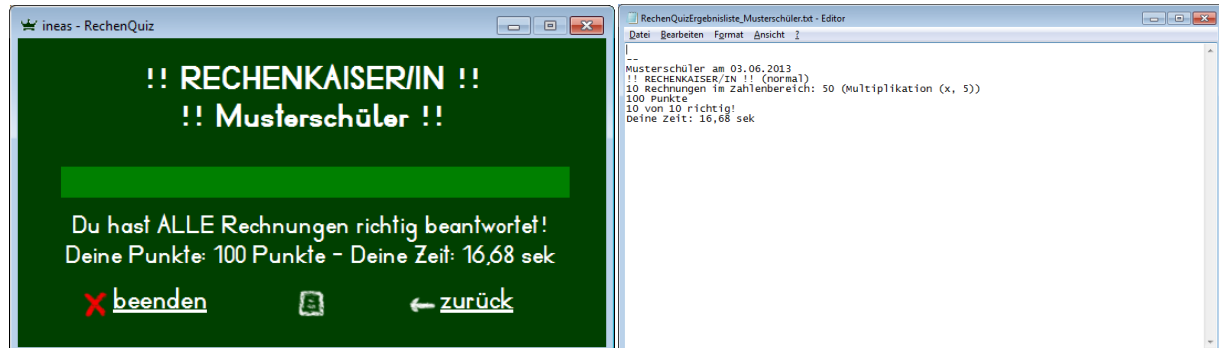 ineas - RechenQuiz
!! RECHENKAISER/IN !!
!! Musterschüler !!
Du hast ALLE Rechnungen richtig beantwortet!
Deine Punkte: 100 Punkte - Deine Zeit: 16,68 sek
beenden
zurück
RechenQuizErgebnisliste_Musterschüler.txt - Editor
Datei Bearbeiten Format Ansicht ?
--
Musterschüler am 03.06.2013
!! RECHENKAISER/IN !! (normal)
10 Rechnungen im Zahlenbereich: 50 (Multiplikation (x, 5))
100 Punkte
10 von 10 richtig!
Deine Zeit: 16,68 sek